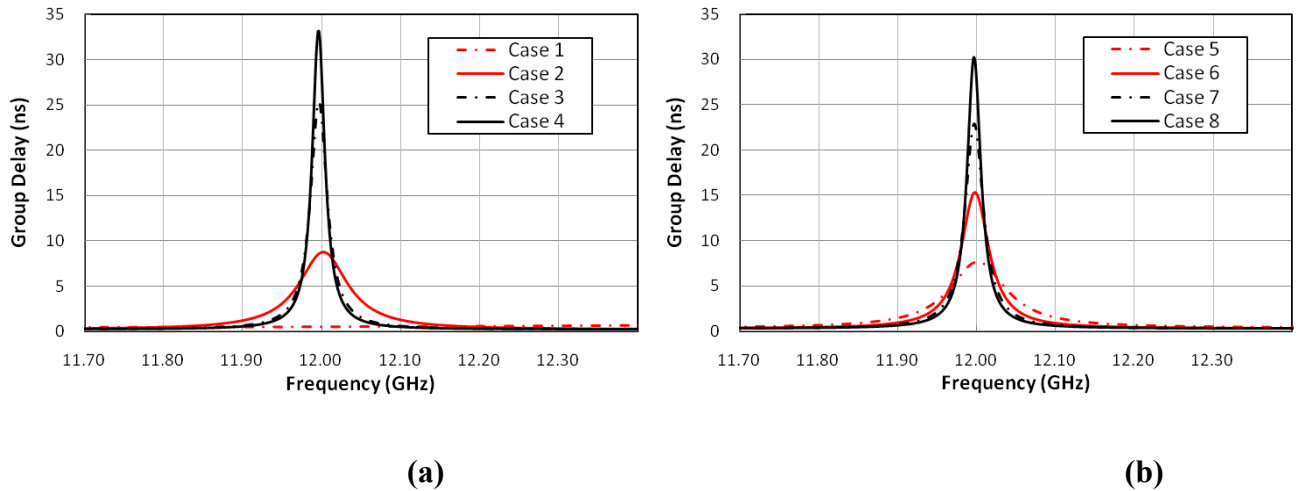 35
30
25
20
15
10
5
0
Group Delay (ns)
Case 1
Case 2
Case 3
Case 4
11.70 11.80 11.90 12.00 12.10 12.20 12.30
Frequency (GHz)
(a)
35
30
25
20
15
10
5
0
Group Delay (ns)
Case 5
Case 6
Case 7
Case 8
11.70 11.80 11.90 12.00 12.10 12.20 12.30
Frequency (GHz)
(b)